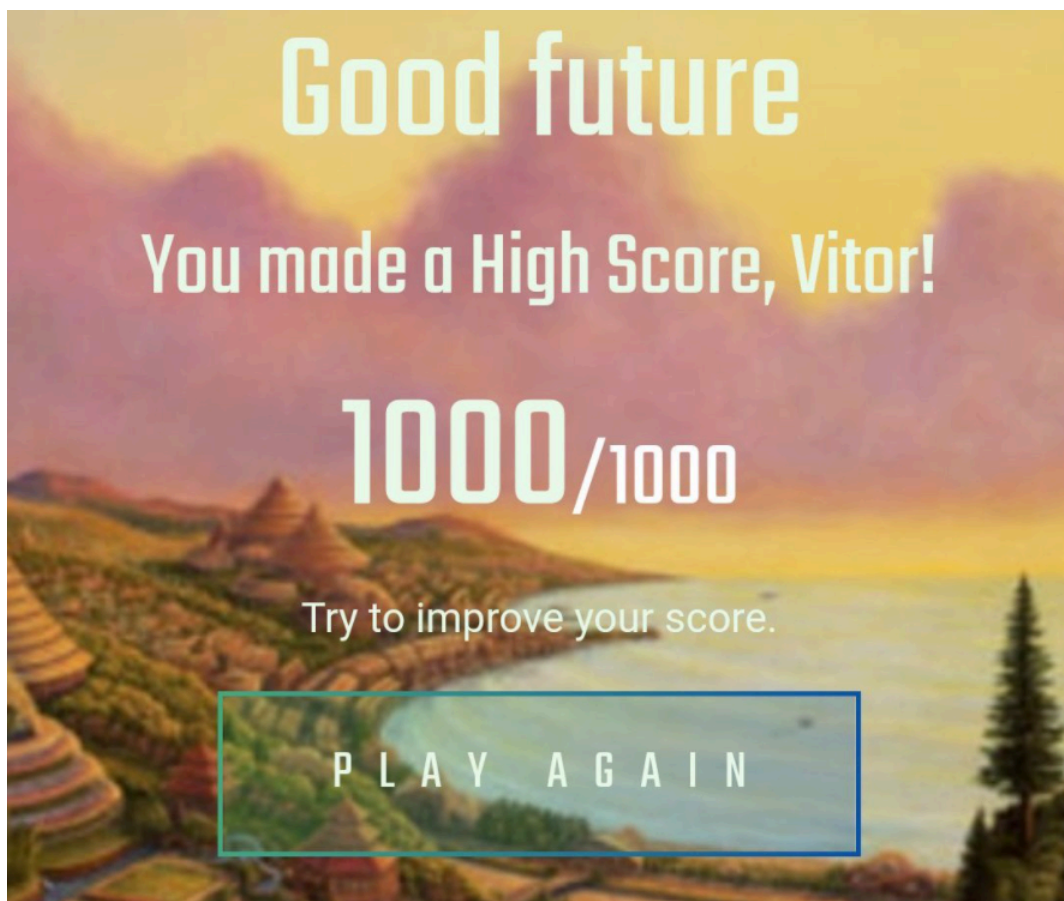 Good future
You made a High Score, Vitor!
1000/1000
Try to improve your score.
PLAY AGAIN